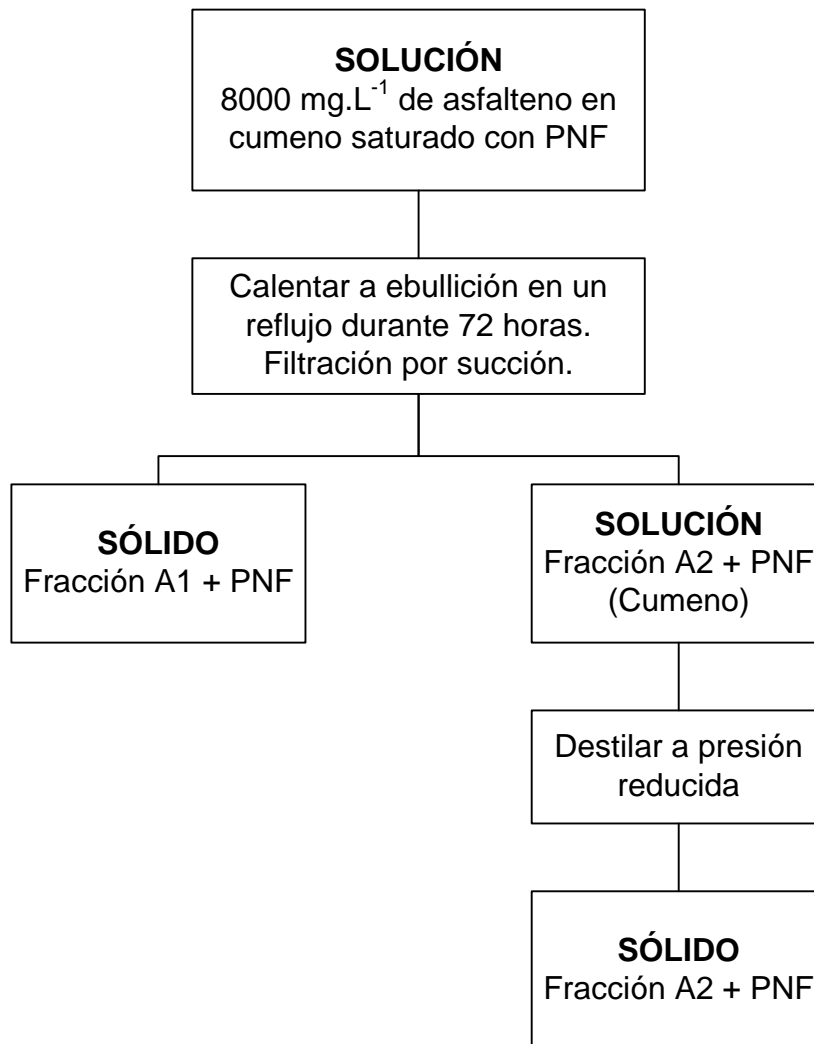 SOLUCIÓN
8000 mg.L-1 de asfalteno en
cumeno saturado con PNF
Calentar a ebullición en un
reflujo durante 72 horas.
Filtración por succión.
SÓLIDO
Fracción A1 + PNF
SOLUCIÓN
Fracción A2 + PNF
(Cumeno)
Destilar a presión
reducida
SÓLIDO
Fracción A2 + PNF